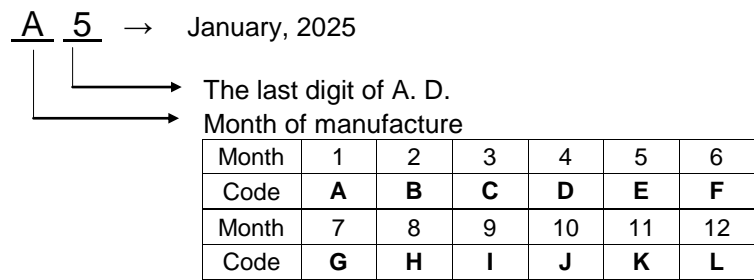 A 5 → January, 2025
The last digit of A. D.
Month of manufacture
Month 1 2 3 4 5 6
Code A B C D E F
Month 7 8 9 10 11 12
Code G H I J K L